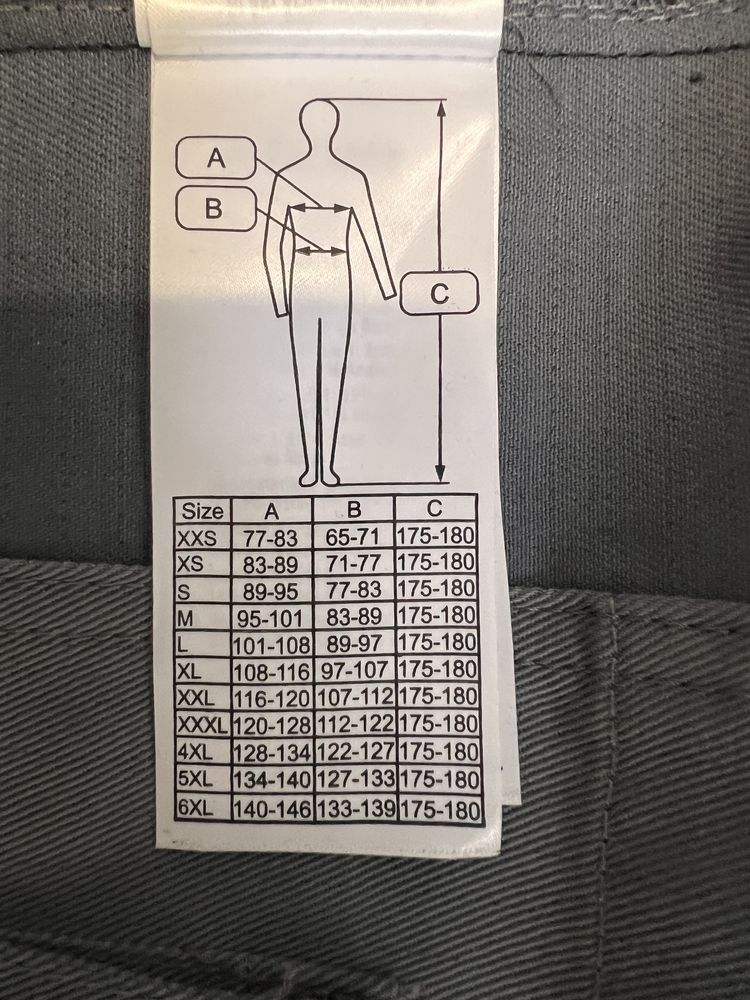 A
B
C
Size A B C
XXS 77-83 65-71 175-180
XS 83-89 71-77 175-180
S 89-95 77-83 175-180
M 95-101 83-89 175-180
L 101-108 89-97 175-180
XL 108-116 97-107 175-180
XXL 116-120 107-112 175-180
XXXL 120-128 112-122 175-180
4XL 128-134 122-127 175-180
5XL 134-140 127-133 175-180
6XL 140-146 133-139 175-180